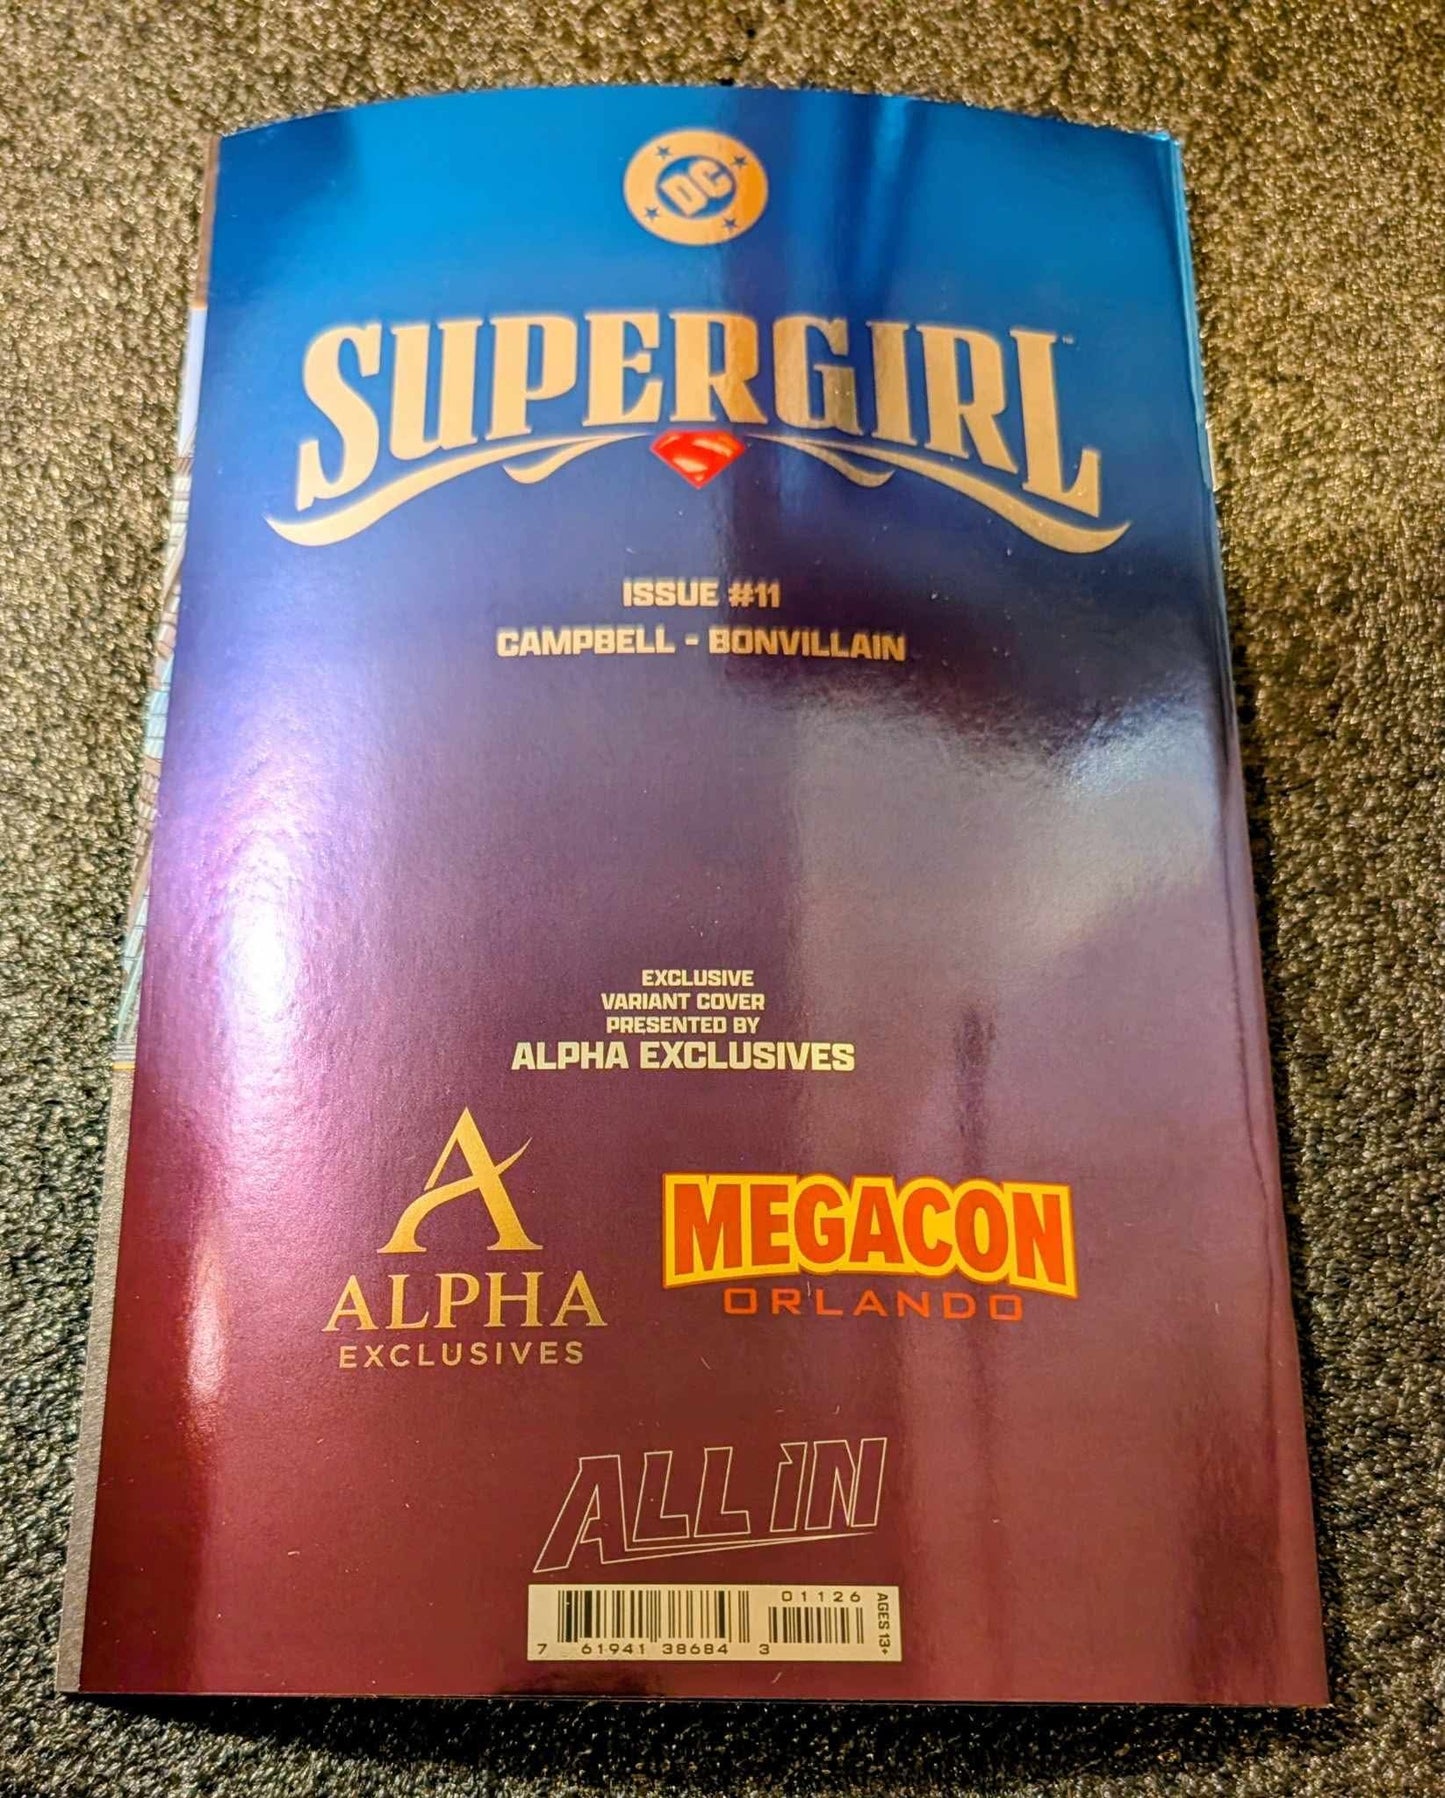 DC
SUPERGIRL™
ISSUE #11
CAMPBELL - BONVILLAIN
EXCLUSIVE
VARIANT COVER
PRESENTED BY
ALPHA EXCLUSIVES
A
ALPHA
EXCLUSIVES
MEGACON
ORLANDO
ALL IN
01126
AGES 13+
7 61941 38684 3